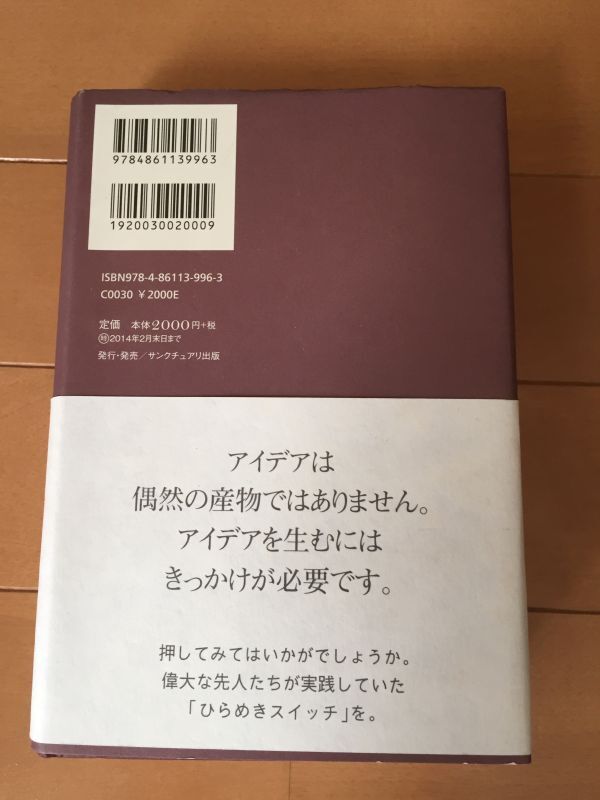 9784861139963
1920030020009
ISBN978-4-86113-996-3
C0030 ¥2000E
定価 本体2000円+税
㊕2014年2月末日まで
発行・発売/サンクチュアリ出版
アイデアは
偶然の産物ではありません。
アイデアを生むには
きっかけが必要です。
押してみてはいかがでしょうか。
偉大な先人たちが実践していた
「ひらめきスイッチ」を。